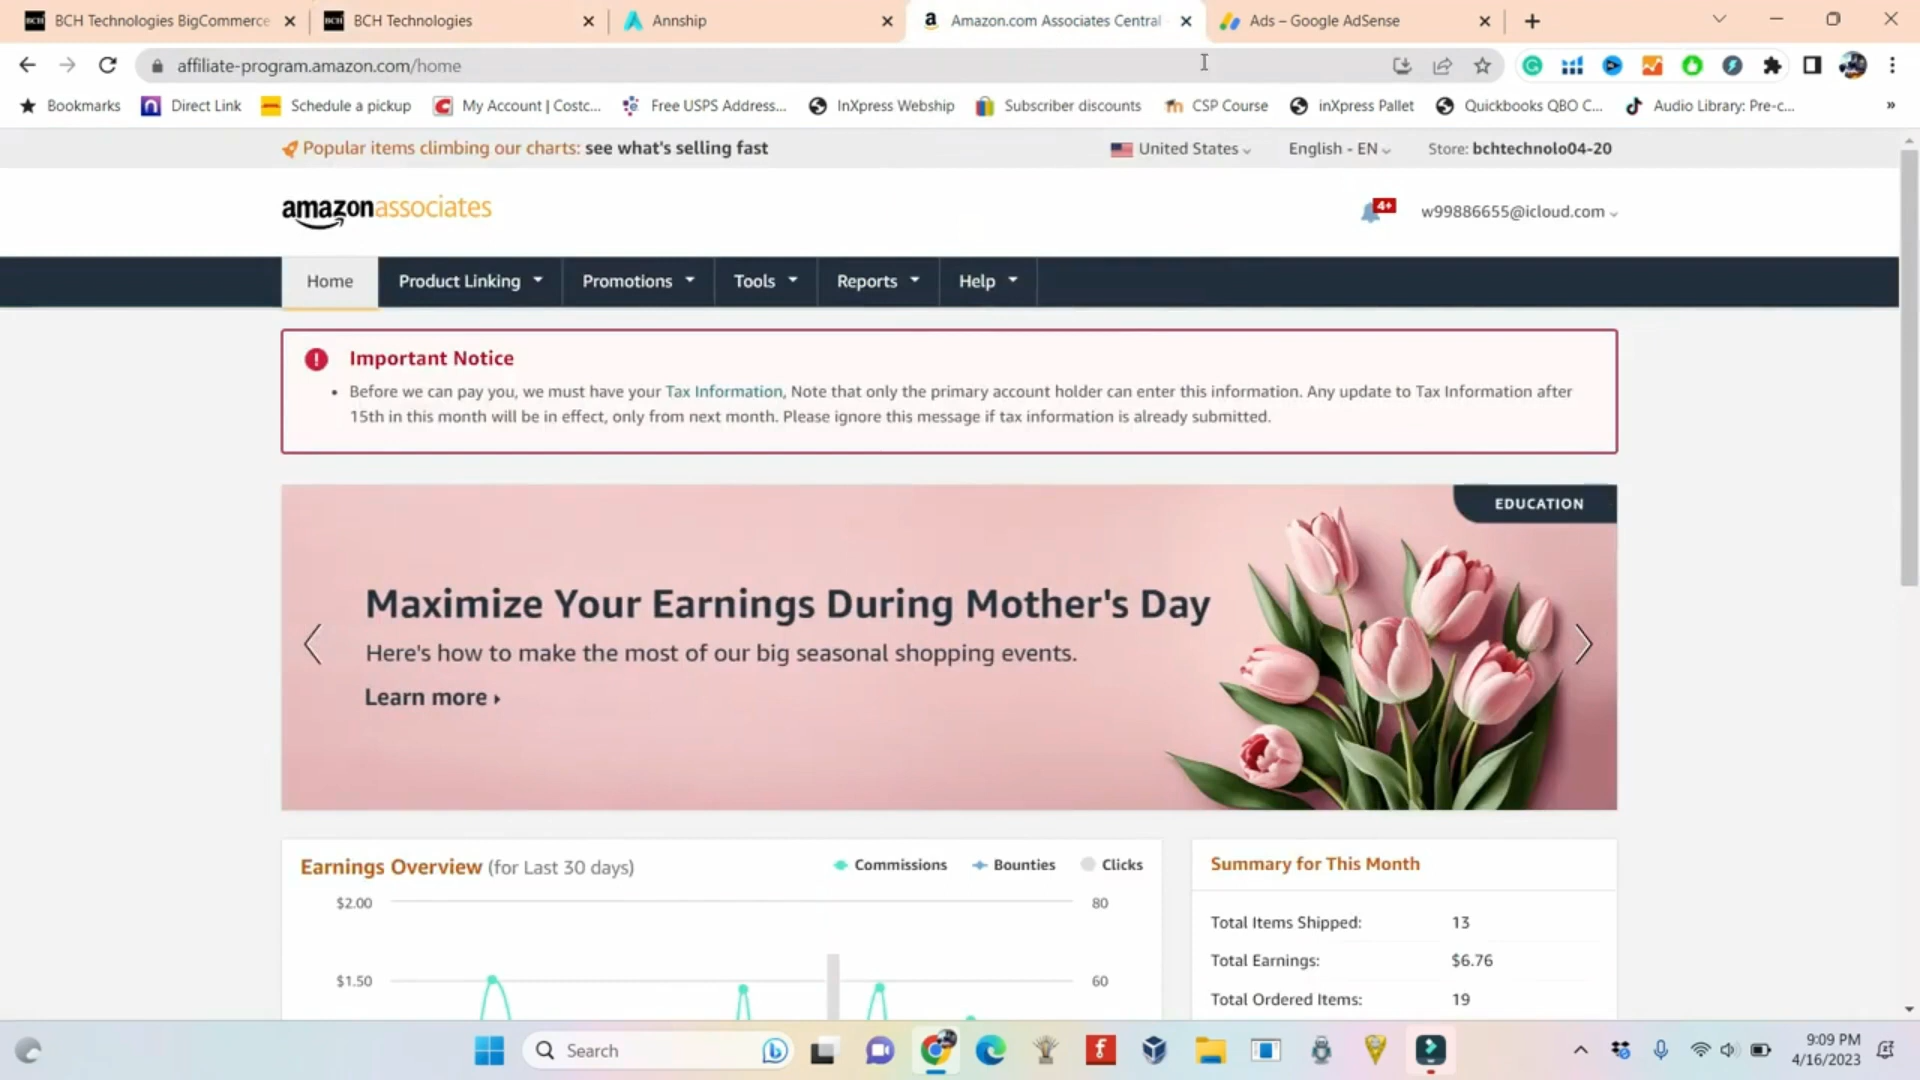 BCH Technologies BigCommerce
BCH Technologies
Annship
Amazon.com Associates Central
Ads – Google AdSense
affiliate-program.amazon.com/home
Bookmarks
Direct Link
Schedule a pickup
My Account | Costc...
Free USPS Address...
InXpress Webship
Subscriber discounts
CSP Course
inXpress Pallet
Quickbooks QBO C...
Audio Library: Pre-c...
»
Popular items climbing our charts: see what's selling fast
United States
English - EN
Store: bchtechnolo04-20
amazonassociates
4+
w99886655@icloud.com
Home
Product Linking
Promotions
Tools
Reports
Help
Important Notice
• Before we can pay you, we must have your Tax Information, Note that only the primary account holder can enter this information. Any update to Tax Information after
15th in this month will be in effect, only from next month. Please ignore this message if tax information is already submitted.
EDUCATION
Maximize Your Earnings During Mother's Day
Here's how to make the most of our big seasonal shopping events.
Learn more
Earnings Overview (for Last 30 days)
Commissions
Bounties
Clicks
$2.00
80
$1.50
60
Summary for This Month
Total Items Shipped: 13
Total Earnings: $6.76
Total Ordered Items: 19
Search
9:09 PM
4/16/2023